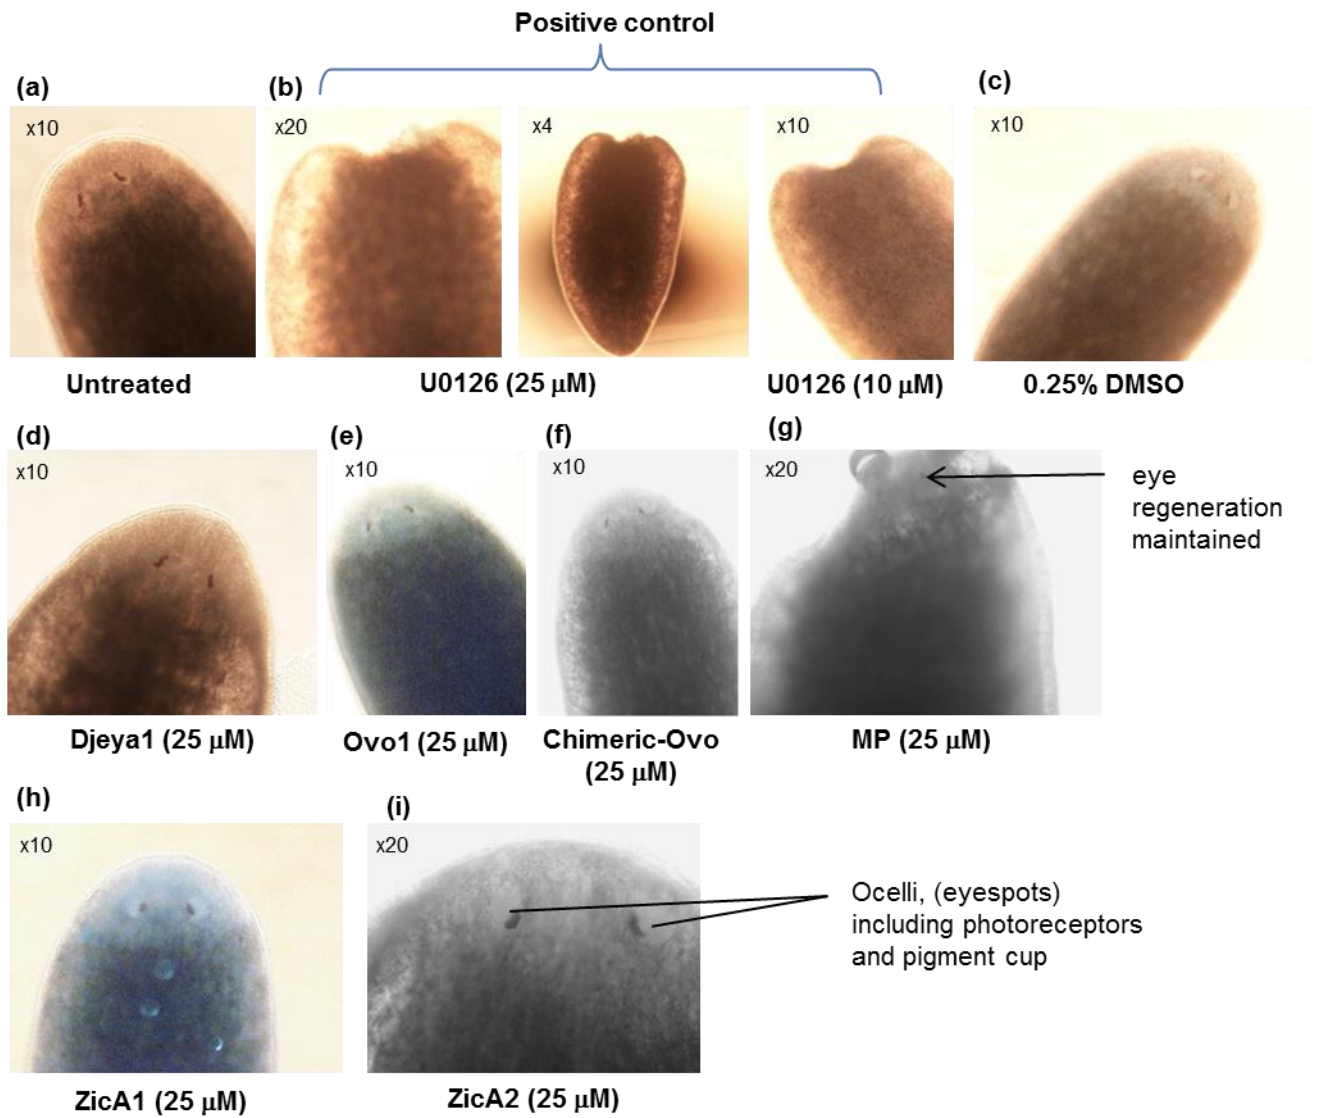 Positive control
(a)
(b)
(c)
x10
x20
x4
x10
x10
Untreated
U0126 (25 µM)
U0126 (10 µM)
0.25% DMSO
(d)
(e)
(f)
(g)
x10
x10
x10
x20
eye
regeneration
maintained
Djeya1 (25 µM)
Ovo1 (25 µM)
Chimeric-Ovo
(25 µM)
MP (25 µM)
(h)
(i)
x10
x20
Ocelli, (eyespots)
including photoreceptors
and pigment cup
ZicA1 (25 µM)
ZicA2 (25 µM)